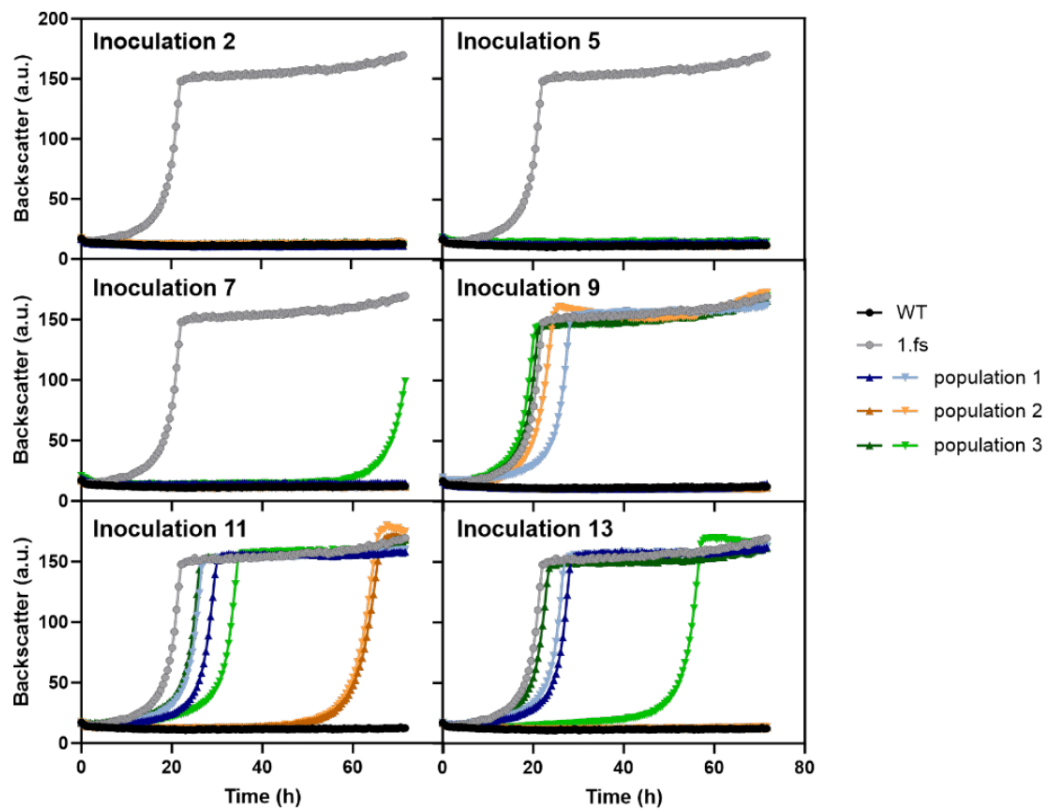 Inoculation 2
Inoculation 5
200
150
100
50
0
Backscatter (a.u.)
Inoculation 7
Inoculation 9
150
100
50
0
Backscatter (a.u.)
WT
1.fs
population 1
population 2
population 3
Inoculation 11
Inoculation 13
150
100
50
0
Backscatter (a.u.)
0 20 40 60 0 20 40 60 80
Time (h) Time (h)